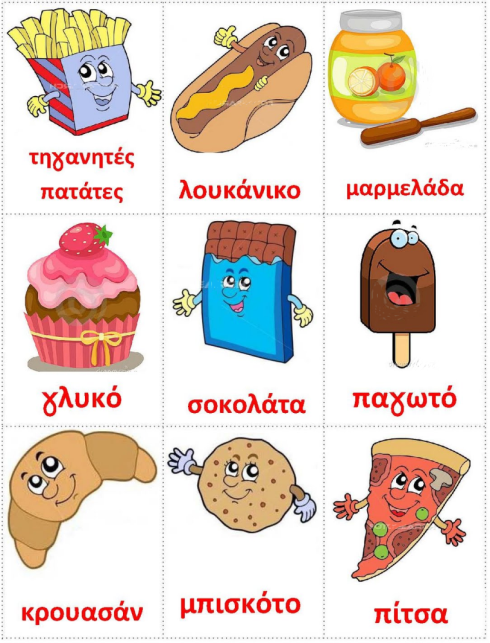 τηγανητές
πατάτες
λουκάνικο
μαρμελάδα
γλυκό
σοκολάτα
παγωτό
κρουασάν
μπισκότο
πίτσα